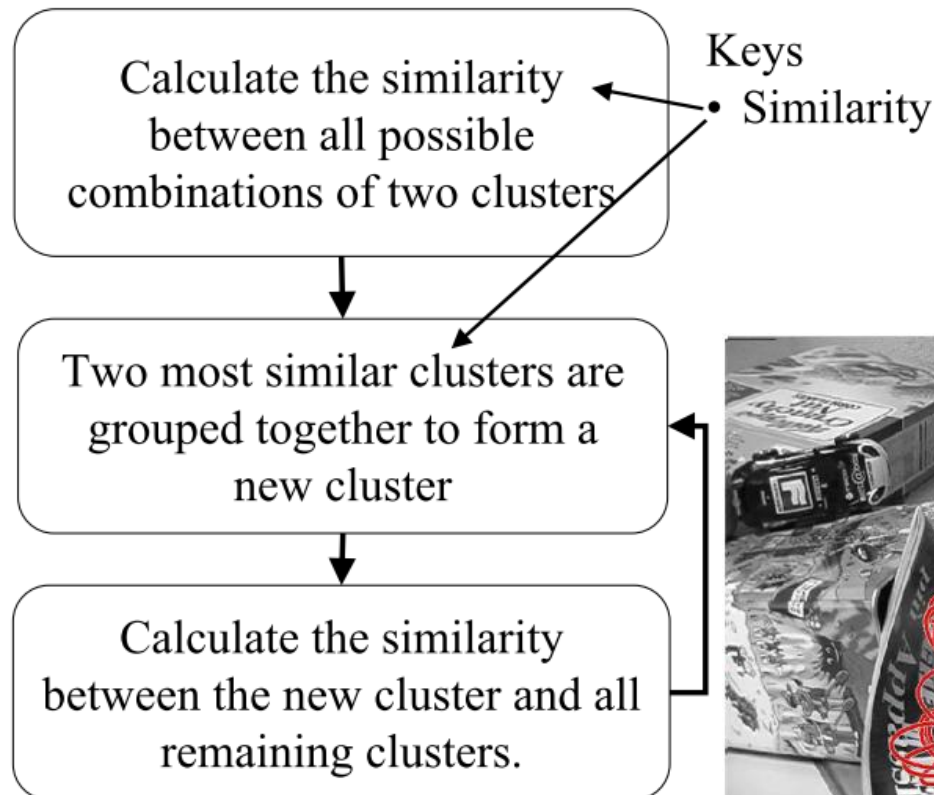 Calculate the similarity
between all possible
combinations of two clusters
Keys
• Similarity
Two most similar clusters are
grouped together to form a
new cluster
Calculate the similarity
between the new cluster and all
remaining clusters.